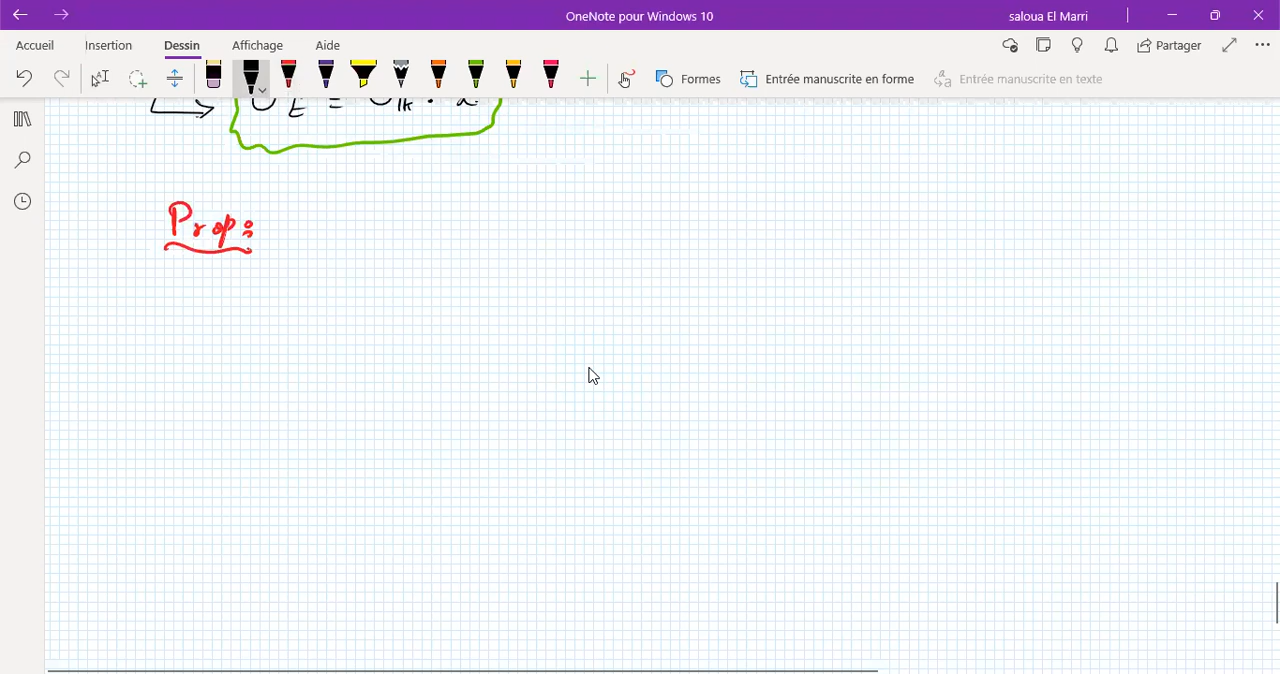 OneNote pour Windows 10
saloua El Marri
Accueil Insertion Dessin Affichage Aide
Partager
Formes Entrée manuscrite en forme Entrée manuscrite en texte
Prop: